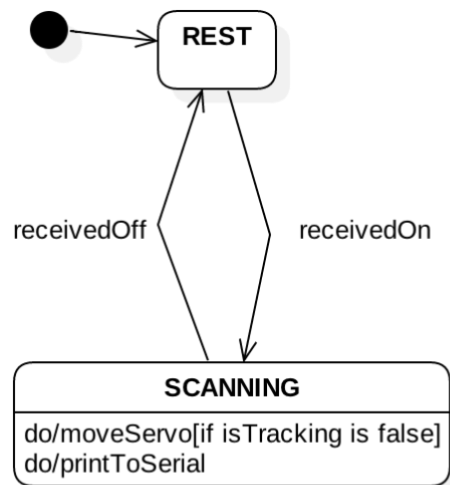 REST
receivedOff
receivedOn
SCANNING
do/moveServo[if isTracking is false]
do/printToSerial